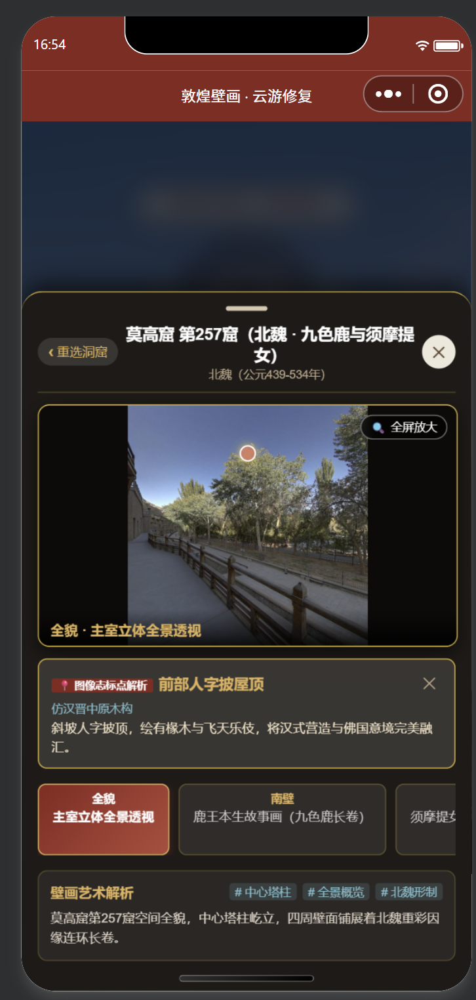 16:54
敦煌壁画 · 云游修复
‹ 重选洞窟
莫高窟 第257窟（北魏 · 九色鹿与须摩提
女）
北魏（公元439-534年）
全屏放大
全貌 · 主室立体全景透视
图像志标点解析 前部人字披屋顶
仿汉晋中原木构
斜坡人字披顶，绘有椽木与飞天乐伎，将汉式营造与佛国意境完美融
汇。
全貌
主室立体全景透视
南壁
鹿王本生故事画（九色鹿长卷）
须摩提女
壁画艺术解析
# 中心塔柱 # 全景概览 # 北魏形制
莫高窟第257窟空间全貌，中心塔柱屹立，四周壁面铺展着北魏重彩因
缘连环长卷。